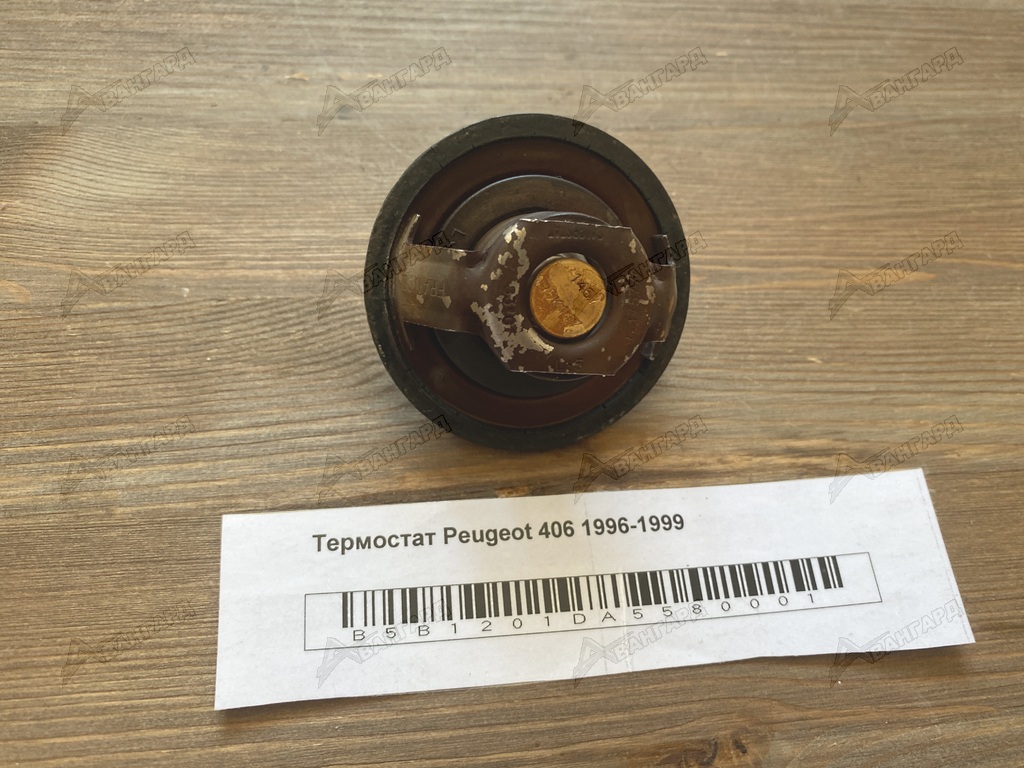 Термостат Peugeot 406 1996-1999
B5B1201DA5580001